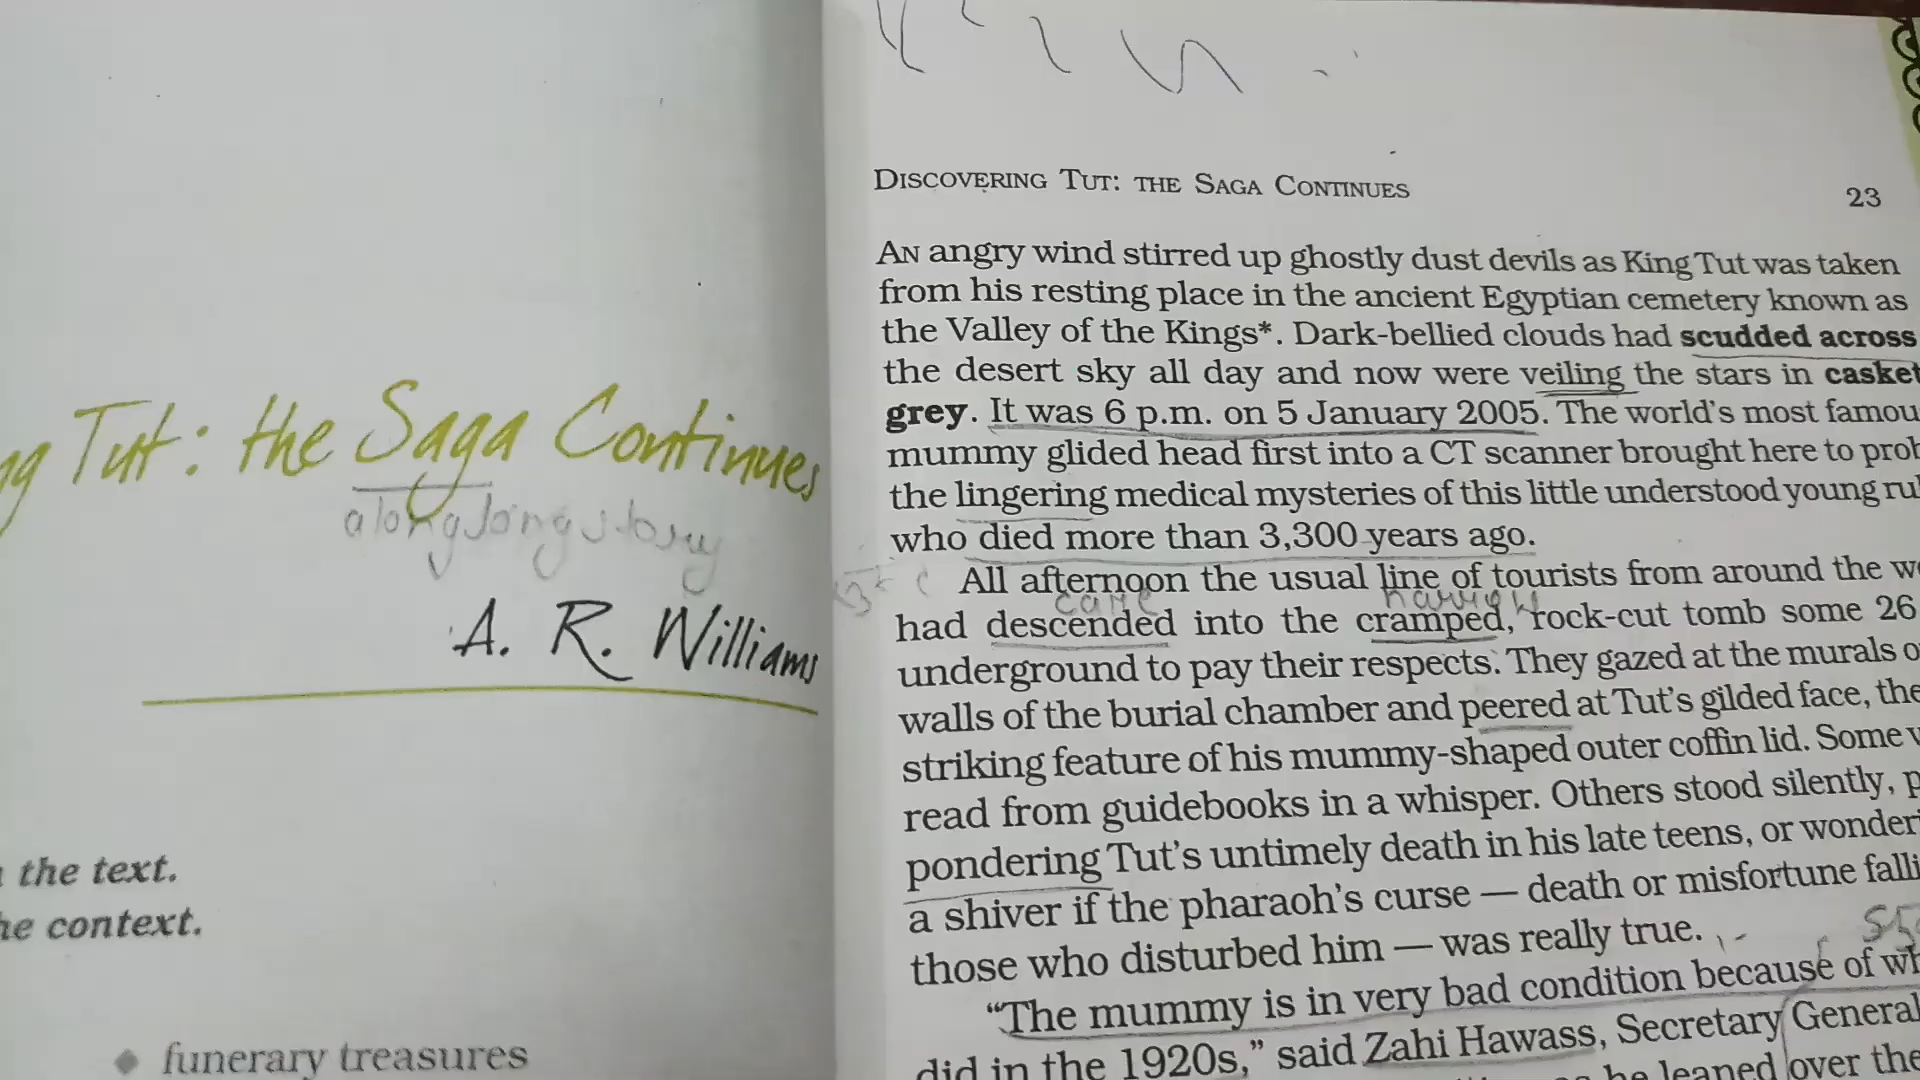 Tut: the Saga Continues
a long long story
A. R. Williams
the text.
context.
funerary treasures
DISCOVERING TUT: THE SAGA CONTINUES
23
AN angry wind stirred up ghostly dust devils as King Tut was taken
from his resting place in the ancient Egyptian cemetery known as
the Valley of the Kings*. Dark-bellied clouds had scudded across
the desert sky all day and now were veiling the stars in casket
grey. It was 6 p.m. on 5 January 2005. The world's most
mummy glided head first into a CT scanner brought here to
the lingering medical mysteries of this little understood young
who died more than 3,300 years ago.
All afternoon the usual line of tourists from around the
came
had descended into the cramped, rock-cut tomb some 26
underground to pay their respects. They gazed at the murals
walls of the burial chamber and peered at Tut's gilded face, the
striking feature of his mummy-shaped outer coffin lid. Some
read from guidebooks in a whisper. Others stood silently,
pondering Tut's untimely death in his late teens, or
a shiver if the pharaoh's curse — death or misfortune
those who disturbed him — was really true.
“The mummy is in very bad condition because of
did in the 1920s,” said Zahi Hawass, Secretary General
he leaned over the